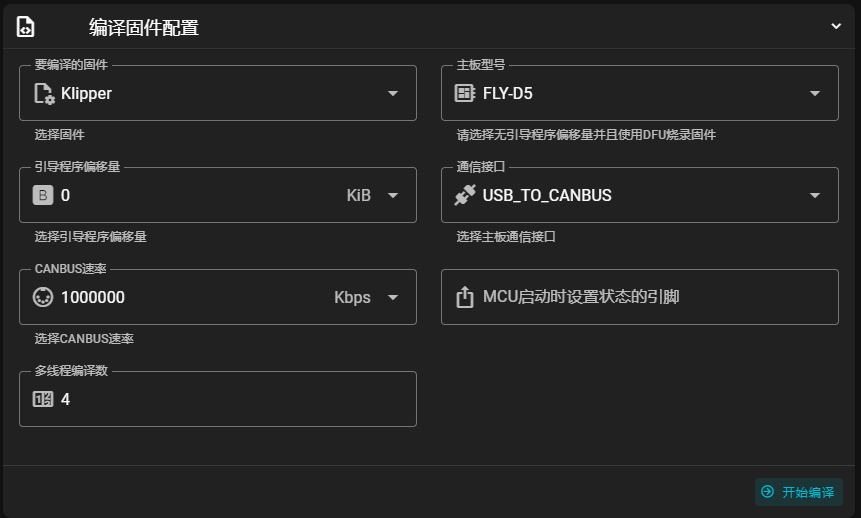 编译固件配置
要编译的固件
Klipper
选择固件
主板型号
FLY-D5
请选择无引导程序偏移量并且使用DFU烧录固件
引导程序偏移量
B 0 KiB
选择引导程序偏移量
通信接口
USB_TO_CANBUS
选择主板通信接口
CANBUS速率
1000000 Kbps
选择CANBUS速率
MCU启动时设置状态的引脚
多线程编译数
4
开始编译